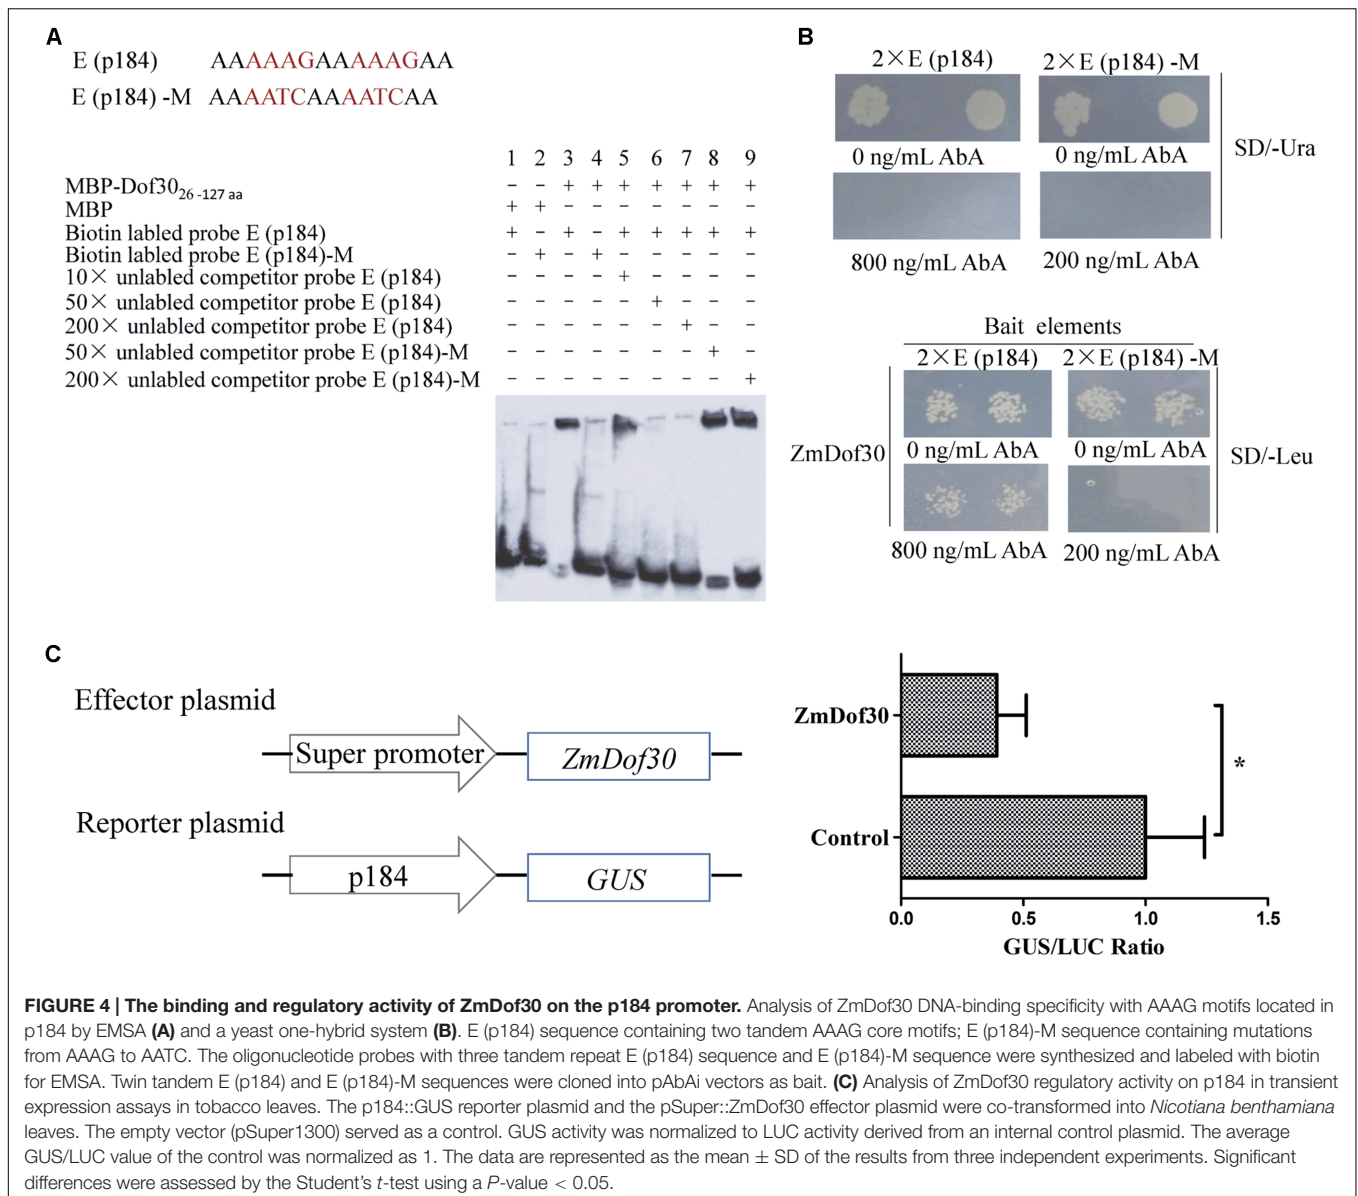 A
E (p184) AAAAAGAAAAAGAA
E (p184) -M AAAATCAAAATCAA
1 2 3 4 5 6 7 8 9
MBP-Dof3026-127 aa – – + + + + + + +
MBP + + – – – – – – –
Biotin labled probe E (p184) + – + – + + + + +
Biotin labled probe E (p184)-M – + – + – – – – –
10× unlabled competitor probe E (p184) – – – – + – – – –
50× unlabled competitor probe E (p184) – – – – – + – – –
200× unlabled competitor probe E (p184) – – – – – – + – –
50× unlabled competitor probe E (p184)-M – – – – – – – + –
200× unlabled competitor probe E (p184)-M – – – – – – – – +
B
2×E (p184) 2×E (p184) -M
0 ng/mL AbA 0 ng/mL AbA
SD/-Ura
800 ng/mL AbA 200 ng/mL AbA
Bait elements
2×E (p184) 2×E (p184) -M
ZmDof30 0 ng/mL AbA 0 ng/mL AbA SD/-Leu
800 ng/mL AbA 200 ng/mL AbA
C
Effector plasmid
Super promoter ZmDof30
Reporter plasmid
p184 GUS
ZmDof30
*
Control
0.0 0.5 1.0 1.5
GUS/LUC Ratio
FIGURE 4 | The binding and regulatory activity of ZmDof30 on the p184 promoter. Analysis of ZmDof30 DNA-binding specificity with AAAG motifs located in
p184 by EMSA (A) and a yeast one-hybrid system (B). E (p184) sequence containing two tandem AAAG core motifs; E (p184)-M sequence containing mutations
from AAAG to AATC. The oligonucleotide probes with three tandem repeat E (p184) sequence and E (p184)-M sequence were synthesized and labeled with biotin
for EMSA. Twin tandem E (p184) and E (p184)-M sequences were cloned into pAbAi vectors as bait. (C) Analysis of ZmDof30 regulatory activity on p184 in transient
expression assays in tobacco leaves. The p184::GUS reporter plasmid and the pSuper::ZmDof30 effector plasmid were co-transformed into Nicotiana benthamiana
leaves. The empty vector (pSuper1300) served as a control. GUS activity was normalized to LUC activity derived from an internal control plasmid. The average
GUS/LUC value of the control was normalized as 1. The data are represented as the mean ± SD of the results from three independent experiments. Significant
differences were assessed by the Student's t-test using a P-value < 0.05.